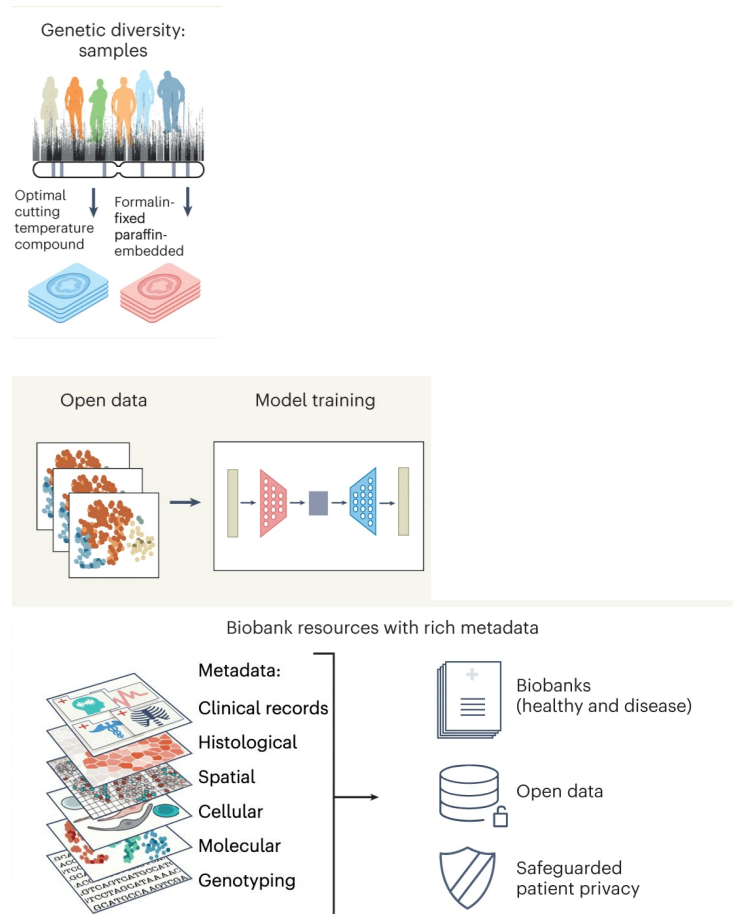 Genetic diversity:
samples
Optimal
cutting
temperature
compound
Formalin-
fixed
paraffin-
embedded
Open data
Model training
Biobank resources with rich metadata
Metadata:
Clinical records
Histological
Spatial
Cellular
Molecular
Genotyping
Biobanks
(healthy and disease)
Open data
Safeguarded
patient privacy